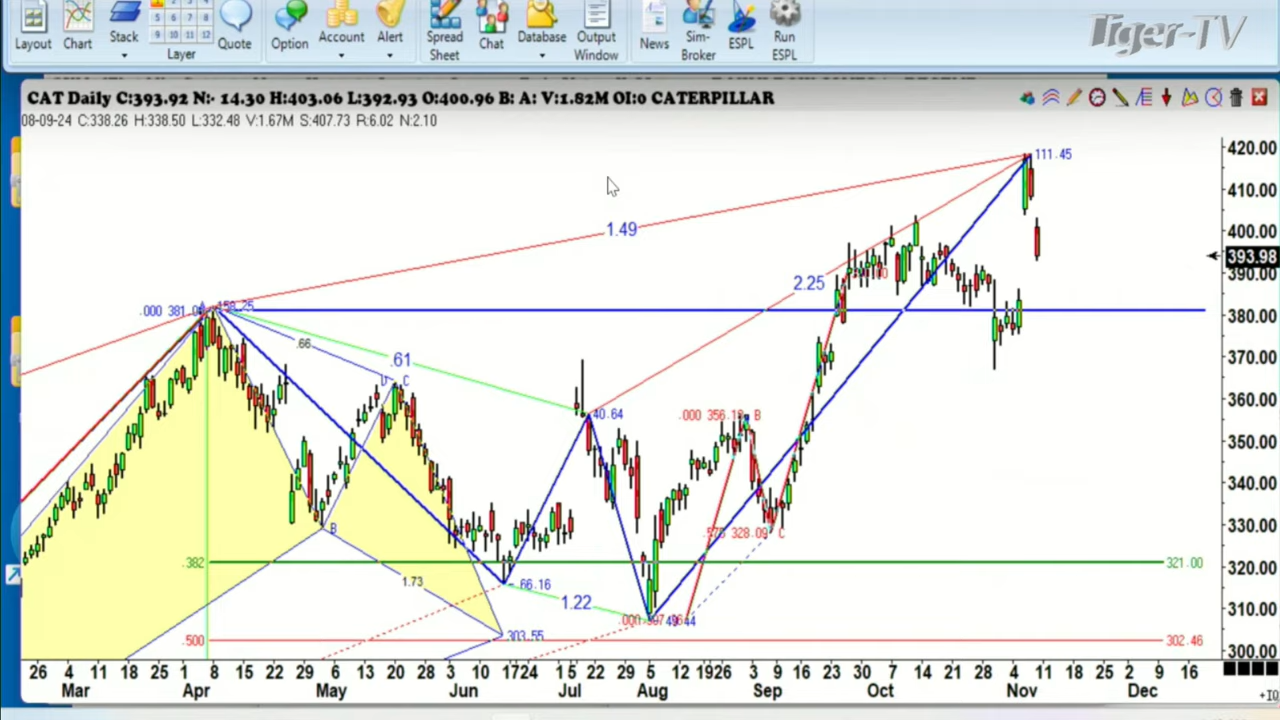 Layout Chart Stack Layer Quote Option Account Alert Spread Sheet Chat Database Output Window News Sim-Broker ESPL Run ESPL
Tiger-TV
CAT Daily C:393.92 N:- 14.30 H:403.06 L:392.93 O:400.96 B: A: V:1.82M OI:0 CATERPILLAR
08-09-24 C:338.26 H:338.50 L:332.48 V:1.67M S:407.73 R:6.02 N:2.10
420.00
111.45
410.00
1.49
400.00
393.98
390.00
2.25
380.00
.000
.66
.61
370.00
D C
360.00
.000 356.19 B
40.64
350.00
340.00
330.00
B
.575 328.09 C
.382
321.00
320.00
1.73
66.16
1.22
310.00
303.55
.500
302.46
300.00
26 4 11 18 25 1 8 15 22 29 6 13 20 28 3 10 1724 1 15 22 29 5 12 1926 3 9 16 23 30 7 14 21 28 4 11 18 25 2 9 16
Mar Apr May Jun Jul Aug Sep Oct Nov Dec